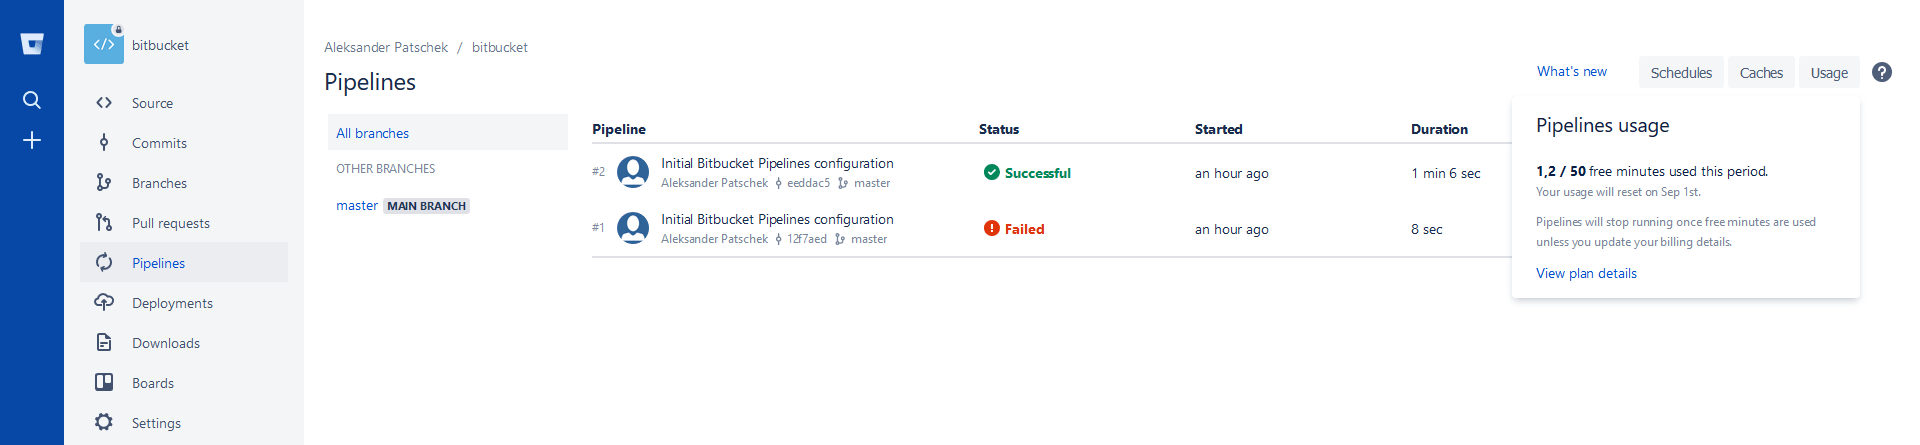 bitbucket
Source
Commits
Branches
Pull requests
Pipelines
Deployments
Downloads
Boards
Settings
Aleksander Patschek / bitbucket
Pipelines
What's new
Schedules
Caches
Usage
All branches
OTHER BRANCHES
master MAIN BRANCH
Pipeline Status Started Duration
#2 Initial Bitbucket Pipelines configuration Successful an hour ago 1 min 6 sec
Aleksander Patschek eeddac5 master
#1 Initial Bitbucket Pipelines configuration Failed an hour ago 8 sec
Aleksander Patschek 12f7aed master
Pipelines usage
1,2 / 50 free minutes used this period.
Your usage will reset on Sep 1st.
Pipelines will stop running once free minutes are used
unless you update your billing details.
View plan details